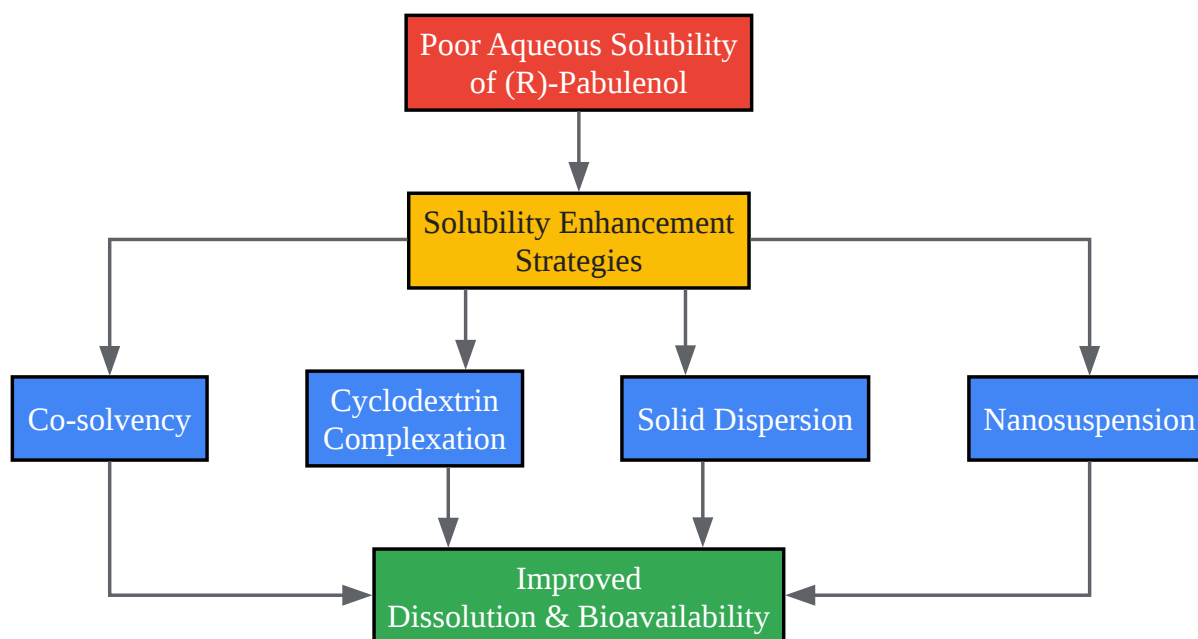 Poor Aqueous Solubility
of (R)-Pabulenol
Solubility Enhancement
Strategies
Co-solvency
Cyclodextrin
Complexation
Solid Dispersion
Nanosuspension
Improved
Dissolution & Bioavailability